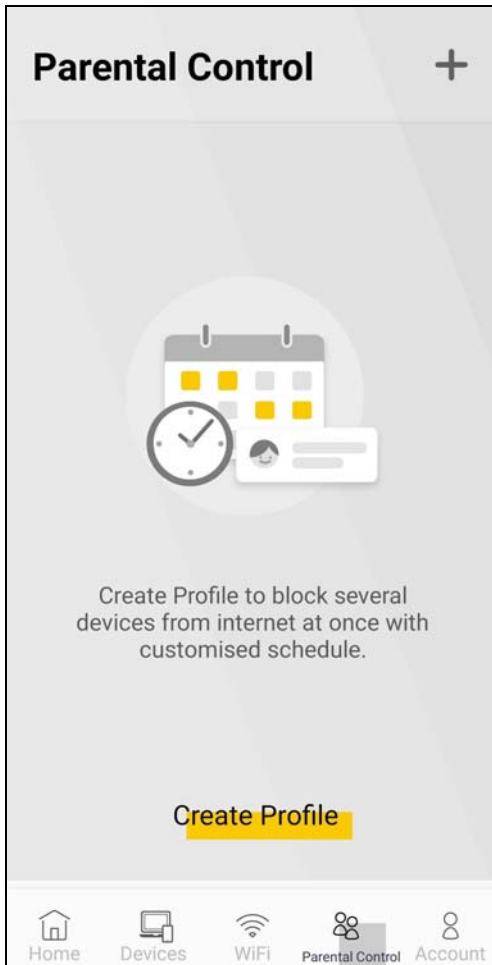 Parental Control +
Create Profile to block several
devices from internet at once with
customised schedule.
Create Profile
Home Devices WiFi Parental Control Account